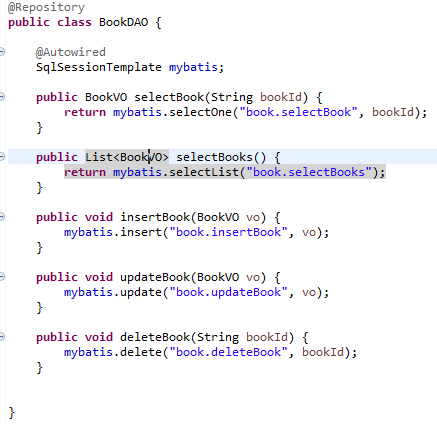 @Repository
public class BookDAO {
@Autowired
SqlSessionTemplate mybatis;
public BookVO selectBook(String bookId) {
return mybatis.selectOne("book.selectBook", bookId);
}
public List<BookVO> selectBooks() {
return mybatis.selectList("book.selectBooks");
}
public void insertBook(BookVO vo) {
mybatis.insert("book.insertBook", vo);
}
public void updateBook(BookVO vo) {
mybatis.update("book.updateBook", vo);
}
public void deleteBook(String bookId) {
mybatis.delete("book.deleteBook", bookId);
}
}